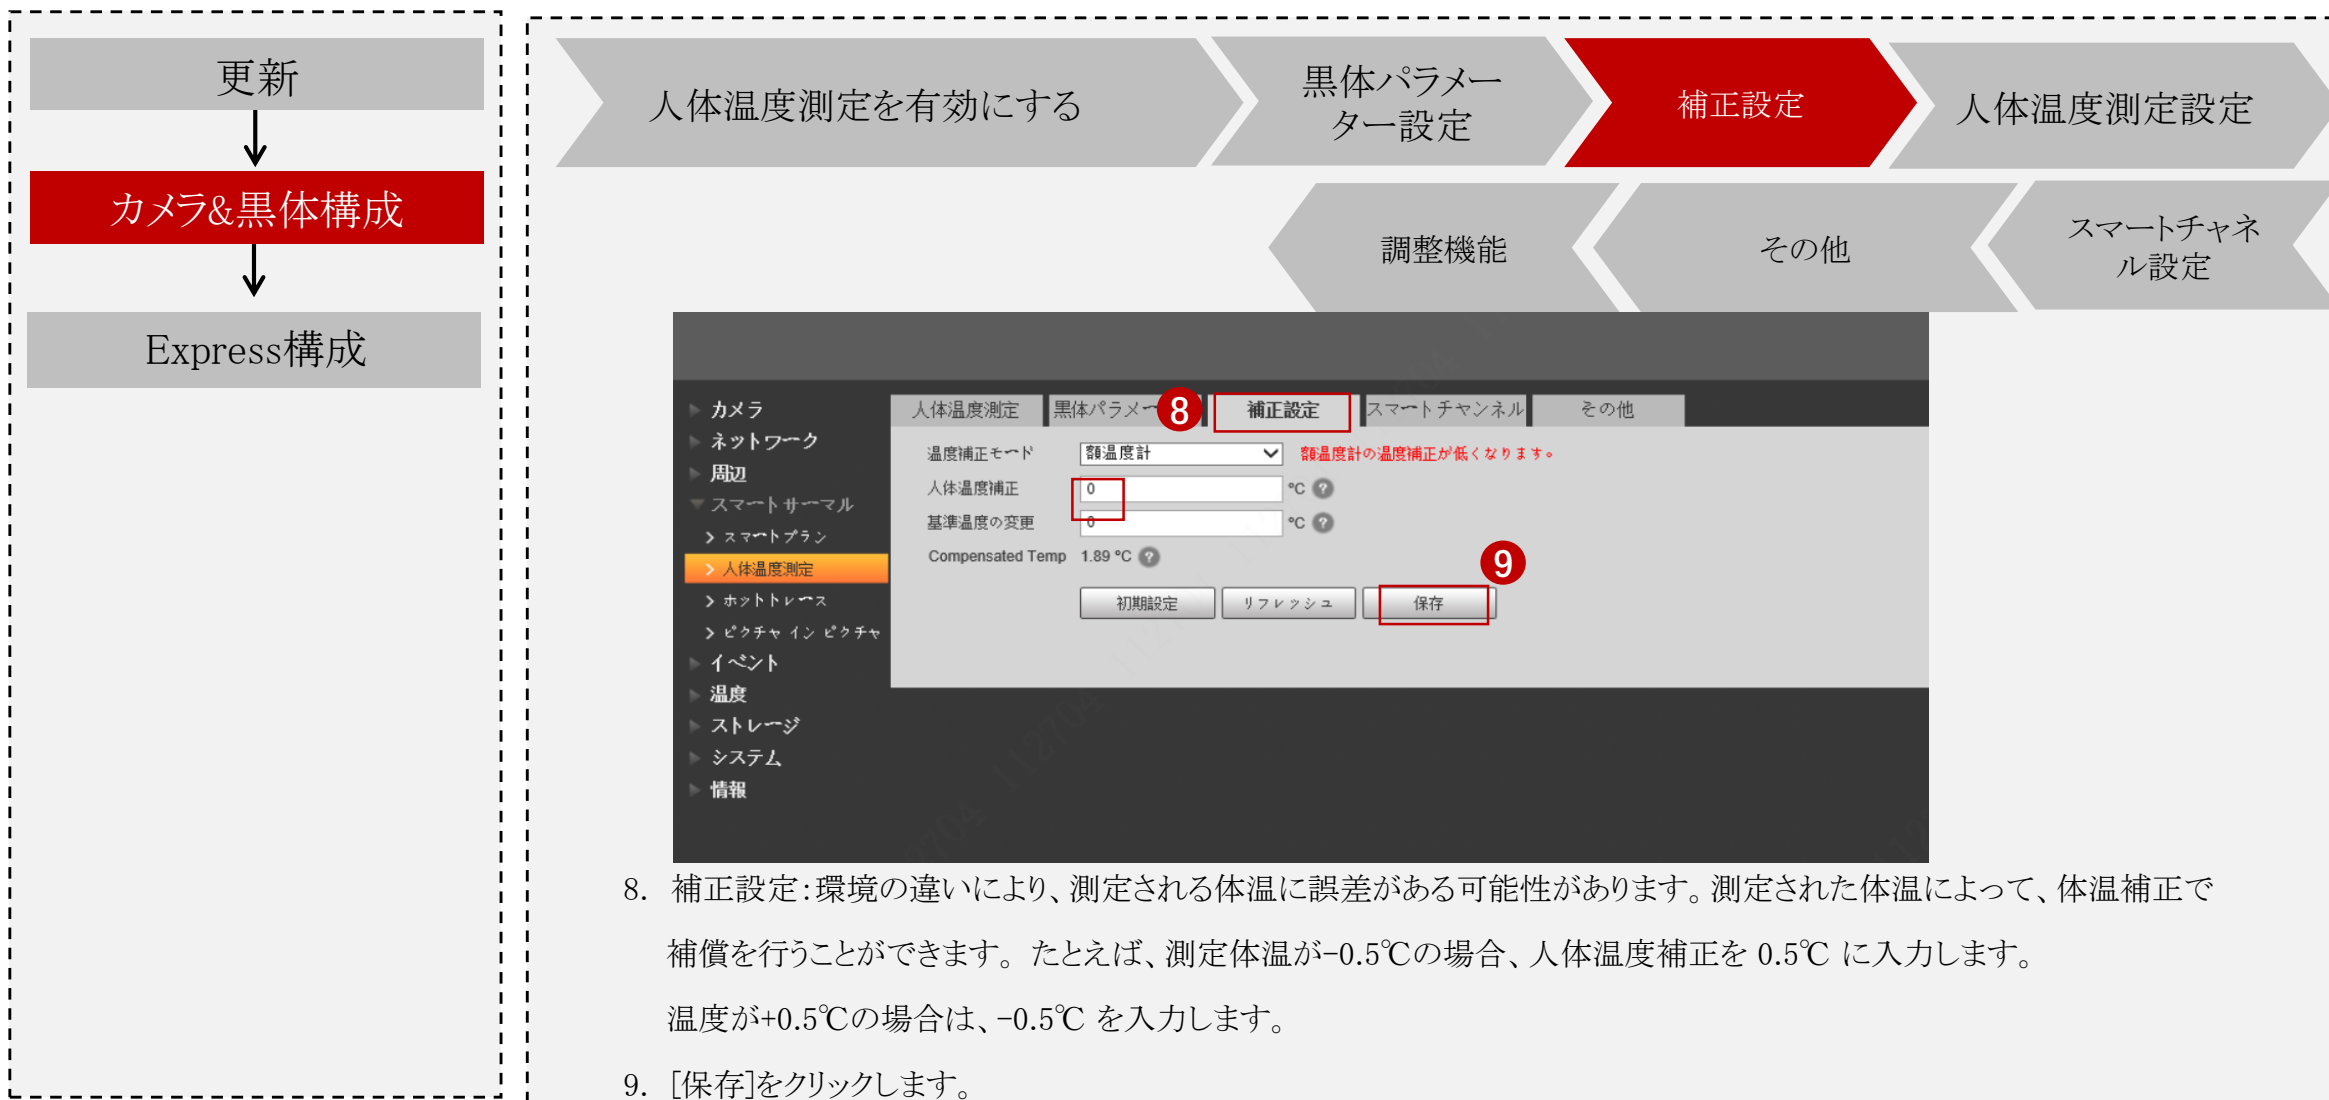 更新
カメラ&黒体構成
Express構成
人体温度測定を有効にする
黒体パラメー
ター設定
補正設定
人体温度測定設定
調整機能
その他
スマートチャネ
ル設定
カメラ
ネットワーク
周辺
スマートサーマル
スマートプラン
人体温度測定
ホットトレース
ピクチャ イン ピクチャ
イベント
温度
ストレージ
システム
情報
人体温度測定
黒体パラメー
8
補正設定
スマートチャンネル
その他
温度補正モード
額温度計
額温度計の温度補正が低くなります。
人体温度補正
0
℃ ?
基準温度の変更
0
℃ ?
Compensated Temp 1.89 ℃ ?
9
初期設定
リフレッシュ
保存
8. 補正設定：環境の違いにより、測定される体温に誤差がある可能性があります。測定された体温によって、体温補正で
補償を行うことができます。たとえば、測定体温が-0.5℃の場合、人体温度補正を 0.5℃ に入力します。
温度が+0.5℃の場合は、-0.5℃ を入力します。
9. [保存]をクリックします。